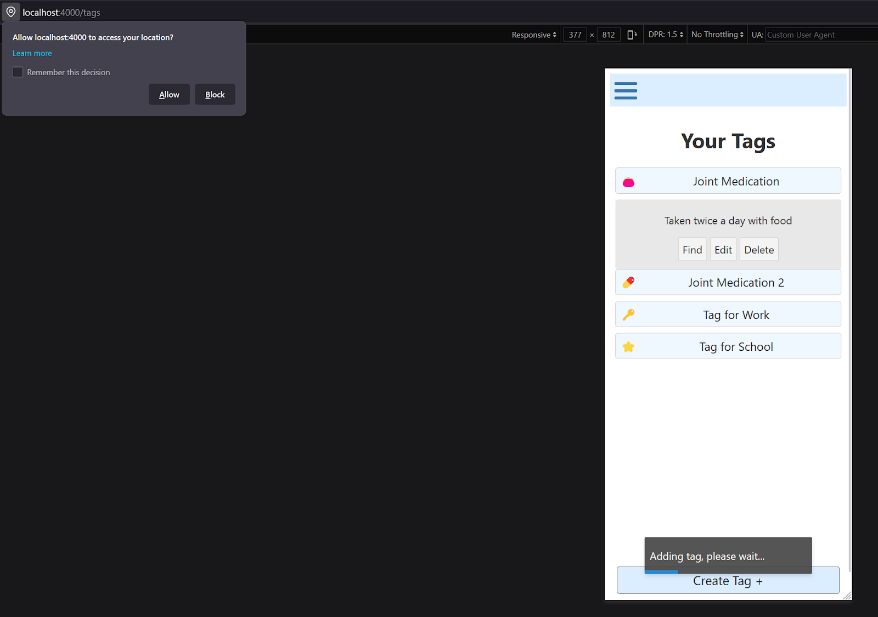 localhost:4000/tags
Allow localhost:4000 to access your location?
Learn more
Remember this decision
Allow Block
Responsive 377 × 812 DPR: 1.5 No Throttling UA: Custom User Agent
Your Tags
Joint Medication
Taken twice a day with food
Find Edit Delete
Joint Medication 2
Tag for Work
Tag for School
Adding tag, please wait...
Create Tag +